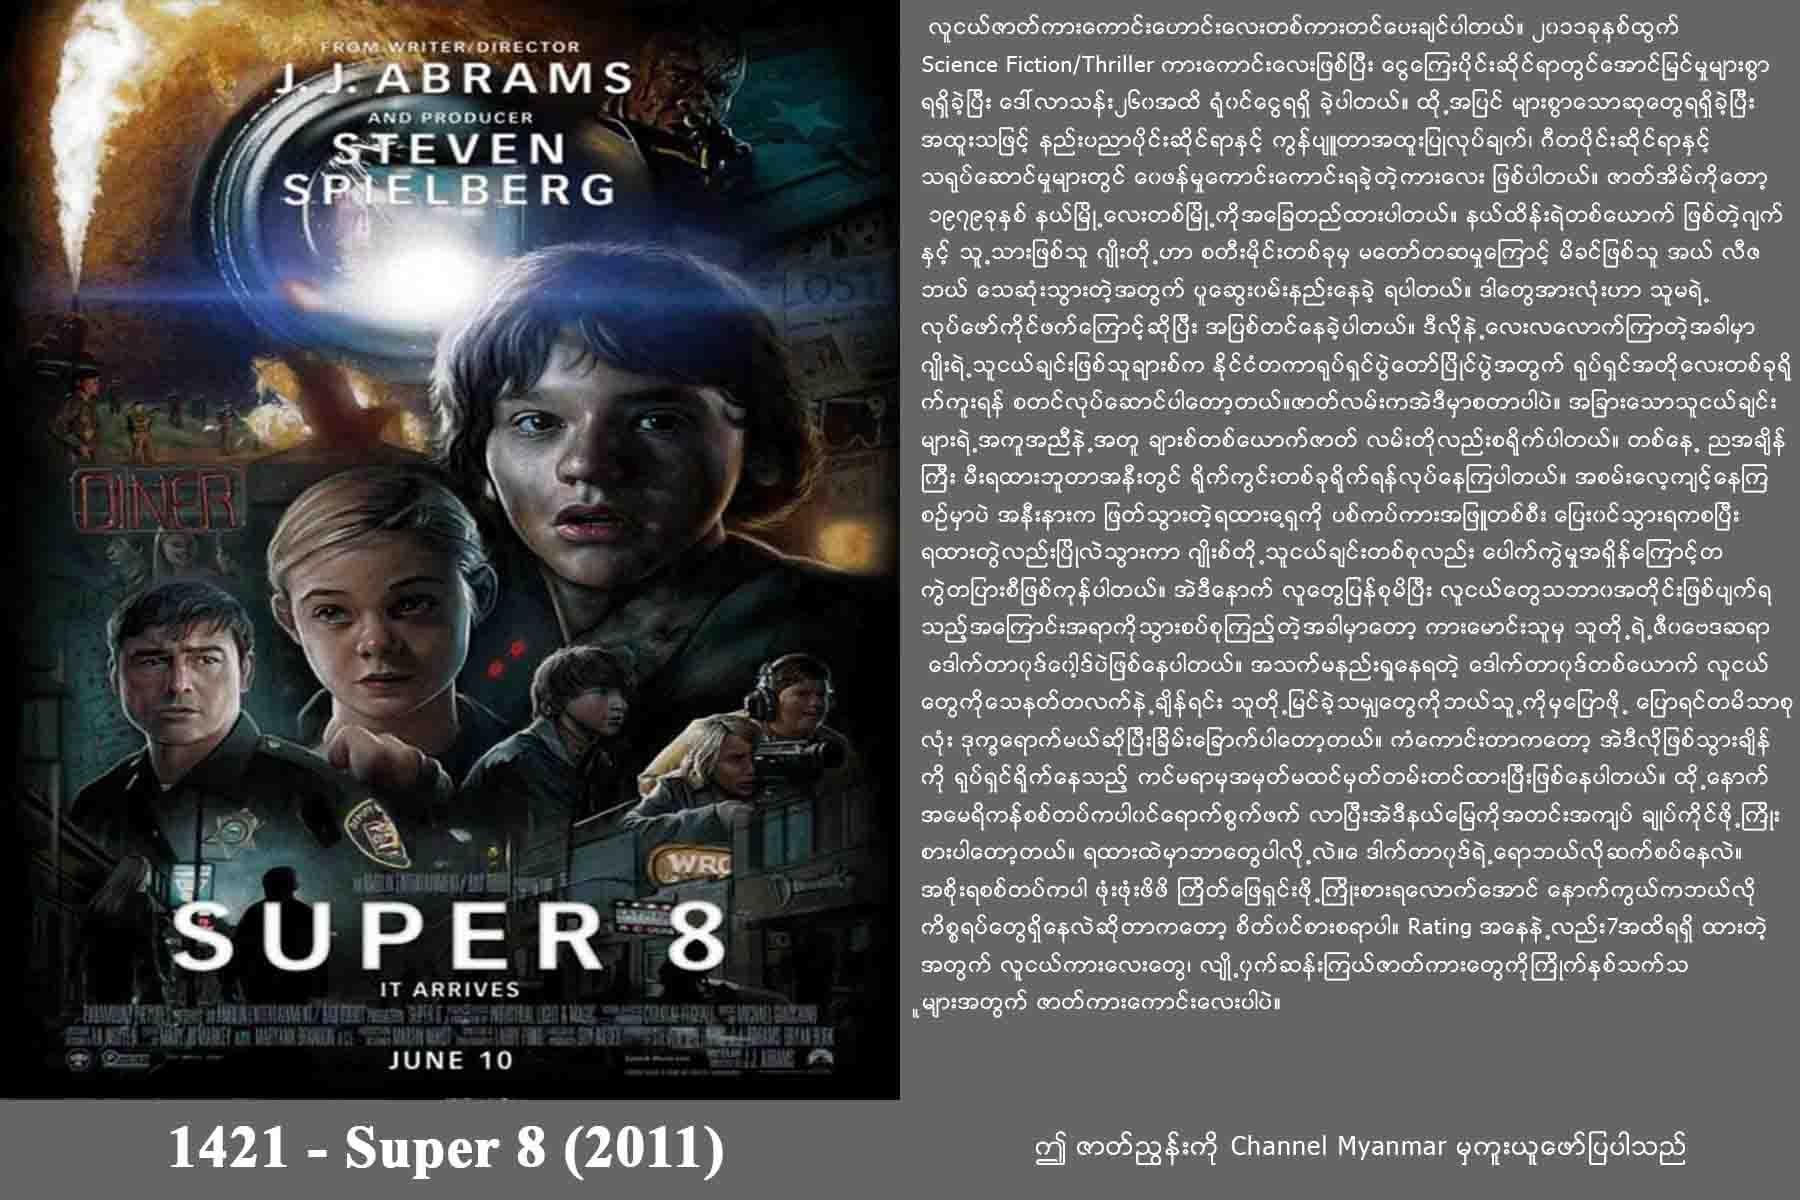 FROM WRITER/DIRECTOR
J.J. ABRAMS
AND PRODUCER
STEVEN
SPIELBERG
DINER
SUPER 8
IT ARRIVES
JUNE 10
1421 - Super 8 (2011)
လူငယ်ဇာတ်ကားကောင်းဟောင်းလေးတစ်ကားတင်ပေးချင်ပါတယ်။ ၂၀၁၁ခုနှစ်ထွက်
Science Fiction/Thriller ကားကောင်းလေးဖြစ်ပြီး ငွေကြေးပိုင်းဆိုင်ရာတွင်အောင်မြင်မှုများစွာ
ရရှိခဲ့ပြီး ဒေါ်လာသန်း၂၆၀အထိ ရုံဝင်ငွေရရှိ ခဲ့ပါတယ်။ ထို့အပြင် များစွာသောဆုတွေရရှိခဲ့ပြီး
အထူးသဖြင့် နည်းပညာပိုင်းဆိုင်ရာနှင့် ကွန်ပျူတာအထူးပြုလုပ်ချက်၊ ဂီတပိုင်းဆိုင်ရာနှင့်
သရုပ်ဆောင်မှုများတွင် ဝေဖန်မှုကောင်းကောင်းရခဲ့တဲ့ကားလေး ဖြစ်ပါတယ်။ ဇာတ်အိမ်ကိုတော့
၁၉၇၉ခုနှစ် နယ်မြို့လေးတစ်မြို့ကိုအခြေတည်ထားပါတယ်။ နယ်ထိန်းရဲတစ်ယောက် ဖြစ်တဲ့ဂျက်
နှင့် သူ့သားဖြစ်သူ ဂျိုးတို့ဟာ စတီးမိုင်းတစ်ခုမှ မတော်တဆမှုကြောင့် မိခင်ဖြစ်သူ အယ် လီဇ
ဘယ် သေဆုံးသွားတဲ့အတွက် ပူဆွေးဝမ်းနည်းနေခဲ့ ရပါတယ်။ ဒါတွေအားလုံးဟာ သူမရဲ့
လုပ်ဖော်ကိုင်ဖက်ကြောင့်ဆိုပြီး အပြစ်တင်နေခဲ့ပါတယ်။ ဒီလိုနဲ့လေးလလောက်ကြာတဲ့အခါမှာ
ဂျိုးရဲ့သူငယ်ချင်းဖြစ်သူချားစ်က နိုင်ငံတကာရုပ်ရှင်ပွဲတော်ပြိုင်ပွဲအတွက် ရုပ်ရှင်အတိုလေးတစ်ခုရို
က်ကူးရန် စတင်လုပ်ဆောင်ပါတော့တယ်။ဇာတ်လမ်းကအဲဒီမှာစတာပါပဲ။ အခြားသောသူငယ်ချင်း
များရဲ့အကူအညီနဲ့အတူ ချားစ်တစ်ယောက်ဇာတ် လမ်းတိုလည်းစရိုက်ပါတယ်။ တစ်နေ့ ညအချိန်
ကြီး မီးရထားဘူတာအနီးတွင် ရိုက်ကွင်းတစ်ခုရိုက်ရန်လုပ်နေကြပါတယ်။ အစမ်းလေ့ကျင့်နေကြ
စဉ်မှာပဲ အနီးနားက ဖြတ်သွားတဲ့ရထားရှေ့ကို ပစ်ကပ်ကားအဖြူတစ်စီး ပြေးဝင်သွားရကစပြီး
ရထားတွဲလည်းပြိုလဲသွားကာ ဂျိုးစ်တို့သူငယ်ချင်းတစ်စုလည်း ပေါက်ကွဲမှုအရှိန်ကြောင့်တ
ကွဲတပြားစီဖြစ်ကုန်ပါတယ်။ အဲဒီနောက် လူတွေပြန်စုမိပြီး လူငယ်တွေသဘာဝအတိုင်းဖြစ်ပျက်ရ
သည့်အကြောင်းအရာကိုသွားစပ်စုကြည့်တဲ့အခါမှာတော့ ကားမောင်းသူမှ သူတို့ရဲ့ဇီဝဗေဒဆရာ
ဒေါက်တာဝုဒ်ဝေါ့ဒ်ပဲဖြစ်နေပါတယ်။ အသက်မနည်းရှူနေရတဲ့ ဒေါက်တာဝုဒ်တစ်ယောက် လူငယ်
တွေကိုသေနတ်တလက်နဲ့ချိန်ရင်း သူတို့မြင်ခဲ့သမျှတွေကိုဘယ်သူ့ကိုမှပြောဖို့ ပြောရင်တမိသာစု
လုံး ဒုက္ခရောက်မယ်ဆိုပြီးခြိမ်းခြောက်ပါတော့တယ်။ ကံကောင်းတာကတော့ အဲဒီလိုဖြစ်သွားချိန်
ကို ရုပ်ရှင်ရိုက်နေသည့် ကင်မရာမှအမှတ်မထင်မှတ်တမ်းတင်ထားပြီးဖြစ်နေပါတယ်။ ထို့နောက်
အမေရိကန်စစ်တပ်ကပါဝင်ရောက်စွက်ဖက် လာပြီးအဲဒီနယ်မြေကိုအတင်းအကျပ် ချုပ်ကိုင်ဖို့ကြိုး
စားပါတော့တယ်။ ရထားထဲမှာဘာတွေပါလို့လဲ။ဒေါက်တာဝုဒ်ရဲ့ရောဘယ်လိုဆက်စပ်နေလဲ။
အစိုးရစစ်တပ်ကပါ ဖုံးဖုံးဖိဖိ ကြိတ်ဖြေရှင်းဖို့ကြိုးစားရလောက်အောင် နောက်ကွယ်ကဘယ်လို
ကိစ္စရပ်တွေရှိနေလဲဆိုတာကတော့ စိတ်ဝင်စားစရာပါ။ Rating အနေနဲ့လည်း7အထိရရှိ ထားတဲ့
အတွက် လူငယ်ကားလေးတွေ၊ လျှို့ဝှက်ဆန်းကြယ်ဇာတ်ကားတွေကိုကြိုက်နှစ်သက်သ
ူများအတွက် ဇာတ်ကားကောင်းလေးပါပဲ။
ဤ ဇာတ်ညွှန်းကို Channel Myanmar မှကူးယူဖော်ပြပါသည်